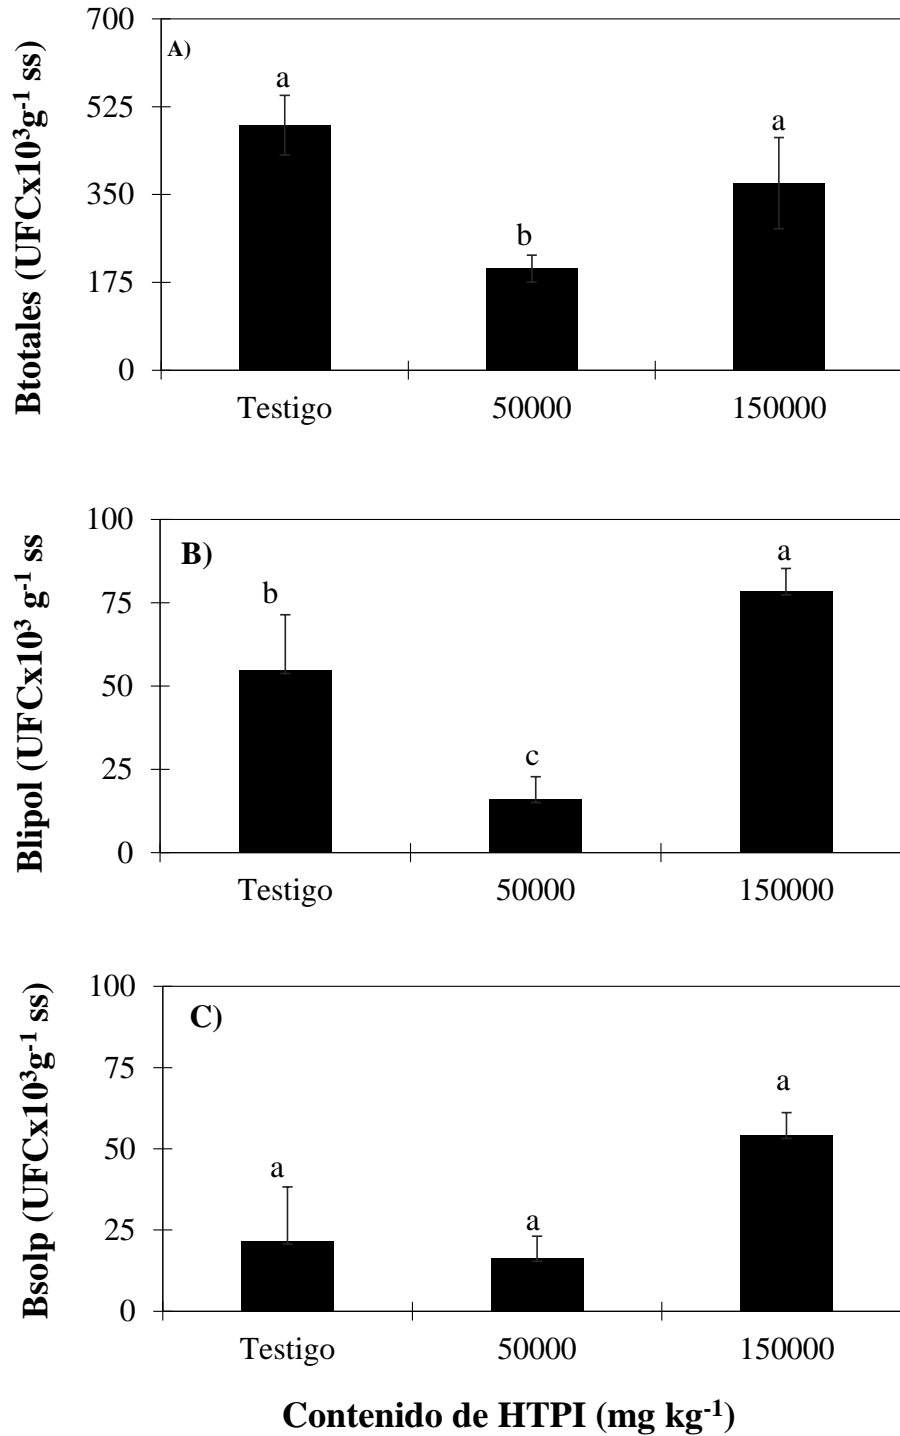 A)
Btotales (UFCx10³g⁻¹ ss)
700
525
350
175
0
a
b
a
Testigo 50000 150000
B)
Blipol (UFCx10³ g⁻¹ ss
100
75
50
25
0
b
c
a
Testigo 50000 150000
C)
Bsolp (UFCx10³g⁻¹ ss)
100
75
50
25
0
a
a
a
Testigo 50000 150000
Contenido de HTPI (mg kg⁻¹)